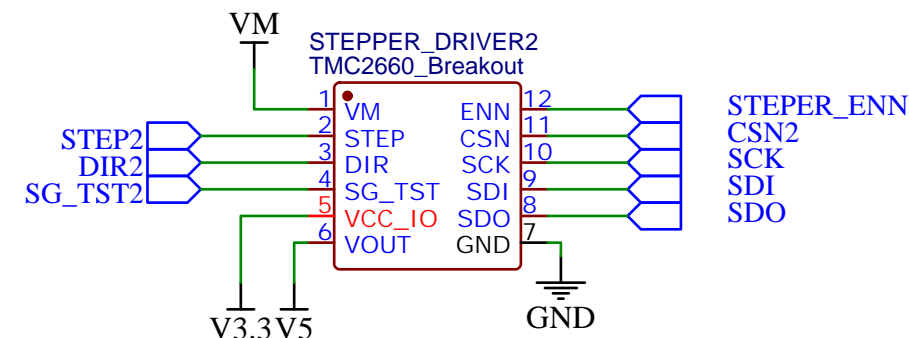 VM
STEPPER_DRIVER2
TMC2660_Breakout
1 VM ENN 12 STEPER_ENN
STEP2 2 STEP CSN 11 CSN2
DIR2 3 DIR SCK 10 SCK
SG_TST2 4 SG_TST SDI 9 SDI
5 VCC_IO SDO 8 SDO
6 VOUT GND 7
V3.3 V5 GND